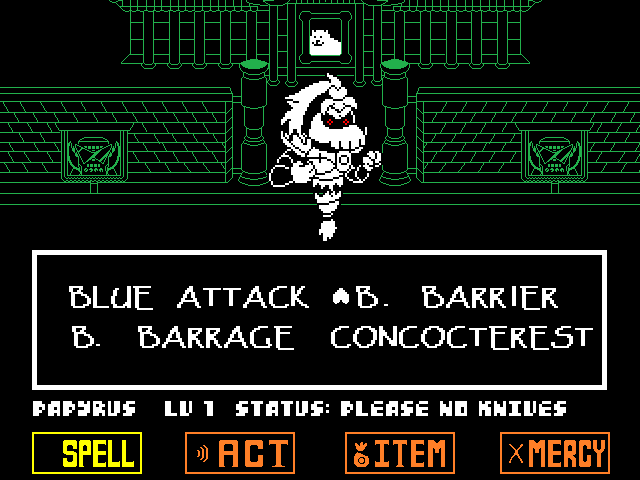 BLUE ATTACK B. BARRIER
B. BARRAGE CONCOCTEREST
PAPYRUS LV 1 STATUS: PLEASE NO KNIVES
SPELL ACT ITEM MERCY